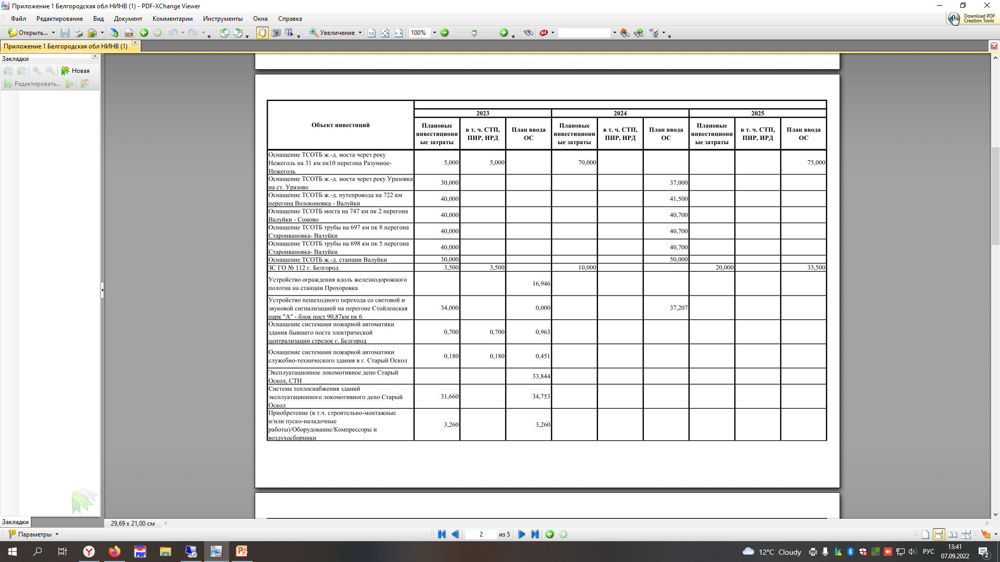 Приложение 1 Белгородская обл НИНВ (1) - PDF-XChange Viewer
Файл Редактирование Вид Документ Комментарии Инструменты Окна Справка
Download PDF
Creation Tools
Открыть... OCR Увеличение 1:1 100% Ask
Приложение 1 Белгородская обл НИНВ (1)
Закладки
Новая
Редактировать...
Объект инвестиций
2023 2024 2025
Плановые инвестиционн ые затраты
в т. ч. СТП, ПИР, ИРД
План ввода ОС
Плановые инвестиционн ые затраты
в т. ч. СТП, ПИР, ИРД
План ввода ОС
Плановые инвестиционн ые затраты
в т. ч. СТП, ПИР, ИРД
План ввода ОС
Оснащение ТСОТБ ж.-д. моста через реку
Нежеголь на 31 км пк10 перегона Разумное-
Нежеголь
5,000 5,000 70,000 75,000
Оснащение ТСОТБ ж.-д. моста через реку Уразовка
на ст. Уразово
30,000 37,000
Оснащение ТСОТБ ж.-д. путепровода на 722 км
перегона Волоконовка - Валуйки
40,000 41,500
Оснащение ТСОТБ моста на 747 км пк 2 перегона
Валуйки - Сомово
40,000 40,700
Оснащение ТСОТБ трубы на 697 км пк 8 перегона
Староивановка- Валуйки
40,000 40,700
Оснащение ТСОТБ трубы на 698 км пк 5 перегона
Староивановка- Валуйки
40,000 40,700
Оснащение ТСОТБ ж.-д. станции Валуйки 30,000 50,000
ЗС ГО № 112 г. Белгород 3,500 3,500 10,000 20,000 33,500
Устройство ограждения вдоль железнодорожного
полотна на станции Прохоровка
16,946
Устройство пешеходного перехода со световой и
звуковой сигнализацией на перегоне Стойленская
парк "А" - блок пост 90,87км пк 6
34,000 0,000 37,207
Оснащение системами пожарной автоматики
здания бывшего поста электрической
централизации стрелок г. Белгород
0,700 0,700 0,963
Оснащение системами пожарной автоматики
служебно-технического здания в г. Старый Оскол
0,180 0,180 0,451
Эксплуатационное локомотивное депо Старый
Оскол, СТН
33,844
Система теплоснабжения зданий
эксплуатационного локомотивного депо Старый
Оскол
31,660 34,753
Приобретение (в т.ч. строительно-монтажные
и/или пуско-наладочные
работы)/Оборудование/Компрессоры и
воздухосборники
3,260 3,260
Закладки
29,69 x 21,00 см
Параметры
2 из 5
12°C Cloudy РУС 13:41
07.09.2022
2